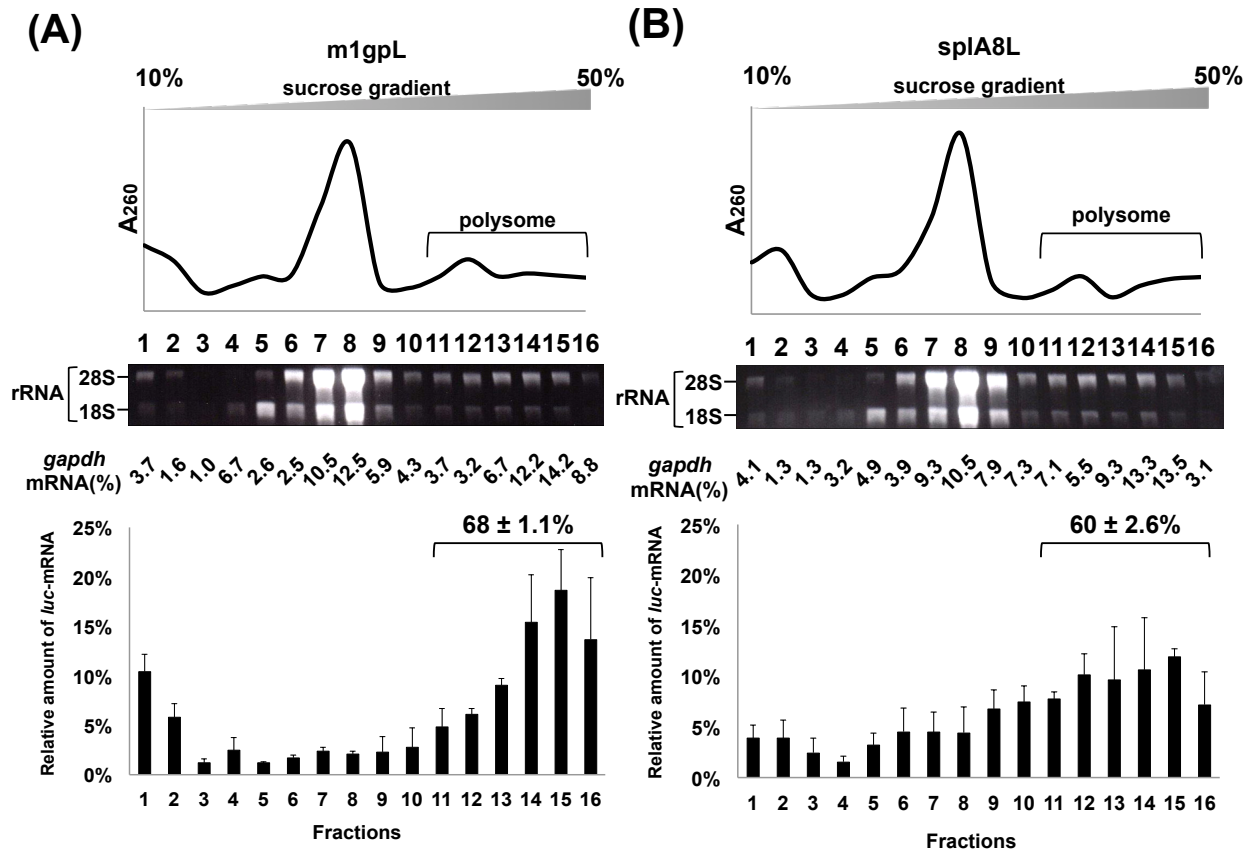 (A)
m1gpL
10%
50%
sucrose gradient
A260
polysome
1 2 3 4 5 6 7 8 9 10 11 12 13 14 15 16
rRNA
28S
18S
gapdh
mRNA(%)
3.7 1.6 1.0 6.7 2.6 2.5 10.5 12.5 5.9 4.3 3.7 3.2 6.7 12.2 14.2 8.8
68 ± 1.1%
Relative amount of luc-mRNA
25%
20%
15%
10%
5%
0%
1 2 3 4 5 6 7 8 9 10 11 12 13 14 15 16
Fractions
(B)
splA8L
10%
50%
sucrose gradient
A260
polysome
1 2 3 4 5 6 7 8 9 10 11 12 13 14 15 16
rRNA
28S
18S
gapdh
mRNA(%)
4.1 1.3 1.3 3.2 4.9 3.9 9.3 10.5 7.9 7.3 7.1 5.5 9.3 13.3 13.5 3.1
60 ± 2.6%
Relative amount of luc-mRNA
25%
20%
15%
10%
5%
0%
1 2 3 4 5 6 7 8 9 10 11 12 13 14 15 16
Fractions